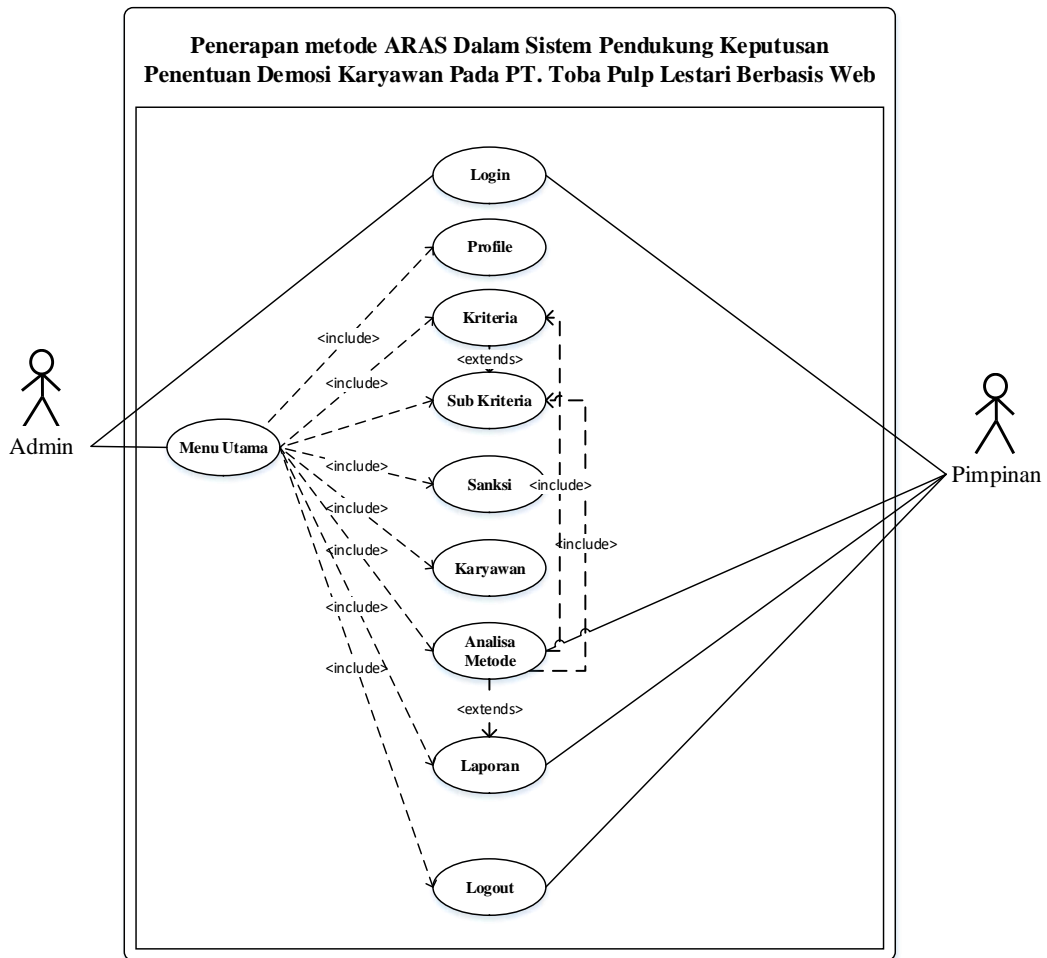 Penerapan metode ARAS Dalam Sistem Pendukung Keputusan
Penentuan Demosi Karyawan Pada PT. Toba Pulp Lestari Berbasis Web
Login
Profile
Kriteria
<include>
<extends>
<include>
Sub Kriteria
Admin
Menu Utama
Pimpinan
<include>
Sanksi
<include>
<include>
<include>
<include>
Karyawan
<include>
Analisa
Metode
<include>
<extends>
Laporan
Logout